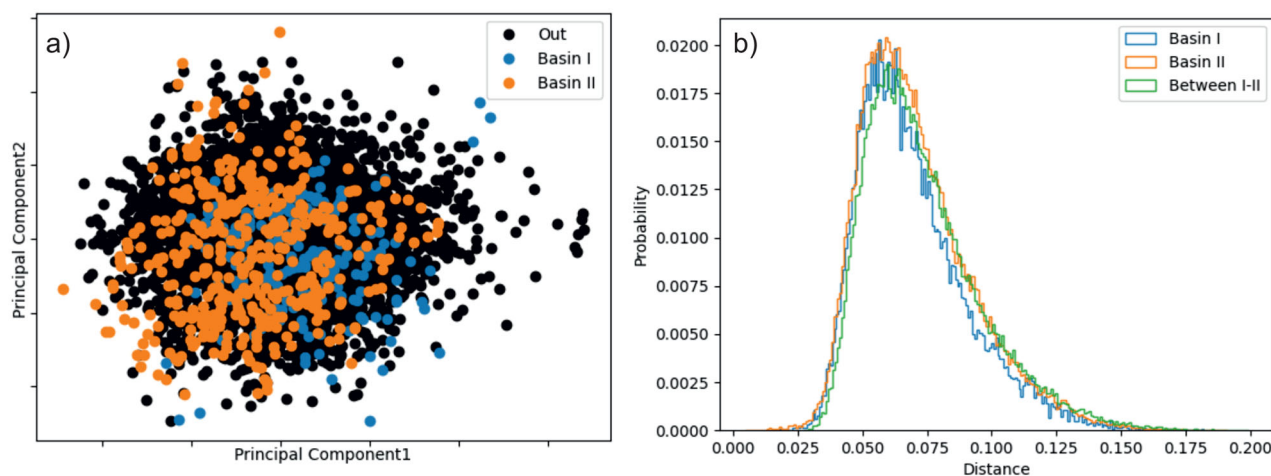 a)
Out
Basin I
Basin II
Principal Component2
Principal Component1
b)
Basin I
Basin II
Between I-II
Probability
0.0200
0.0175
0.0150
0.0125
0.0100
0.0075
0.0050
0.0025
0.0000
0.000 0.025 0.050 0.075 0.100 0.125 0.150 0.175 0.200
Distance